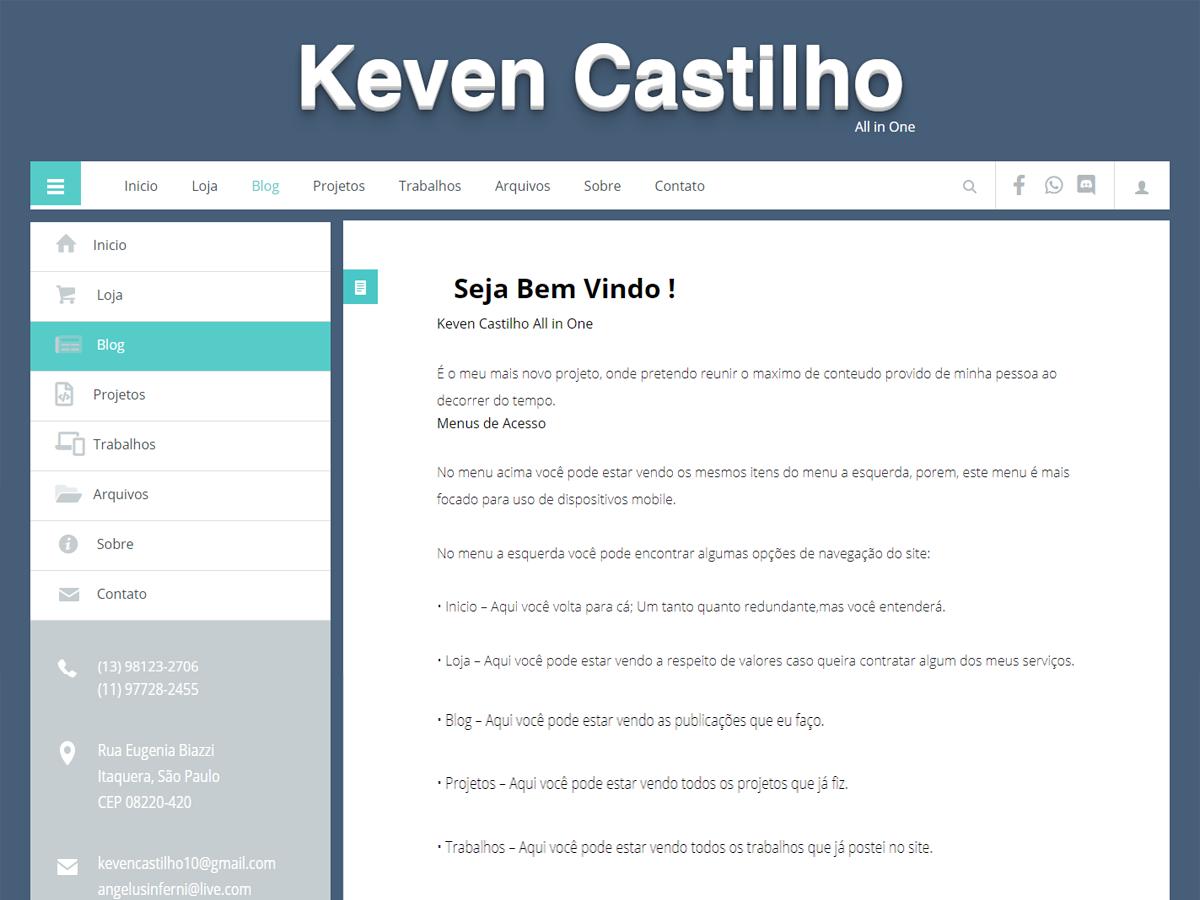 Keven Castilho
All in One
Inicio Loja Blog Projetos Trabalhos Arquivos Sobre Contato
Inicio
Loja
Blog
Projetos
Trabalhos
Arquivos
Sobre
Contato
(13) 98123-2706
(11) 97728-2455
Rua Eugenia Biazzi
Itaquera, São Paulo
CEP 08220-420
kevencastilho10@gmail.com
angelusinferni@live.com
Seja Bem Vindo !
Keven Castilho All in One
É o meu mais novo projeto, onde pretendo reunir o maximo de conteudo provido de minha pessoa ao
decorrer do tempo.
Menus de Acesso
No menu acima você pode estar vendo os mesmos itens do menu a esquerda, porem, este menu é mais
focado para uso de dispositivos mobile.
No menu a esquerda você pode encontrar algumas opções de navegação do site:
• Inicio – Aqui você volta para cá; Um tanto quanto redundante,mas você entenderá.
• Loja – Aqui você pode estar vendo a respeito de valores caso queira contratar algum dos meus serviços.
• Blog – Aqui você pode estar vendo as publicações que eu faço.
• Projetos – Aqui você pode estar vendo todos os projetos que já fiz.
• Trabalhos – Aqui você pode estar vendo todos os trabalhos que já postei no site.